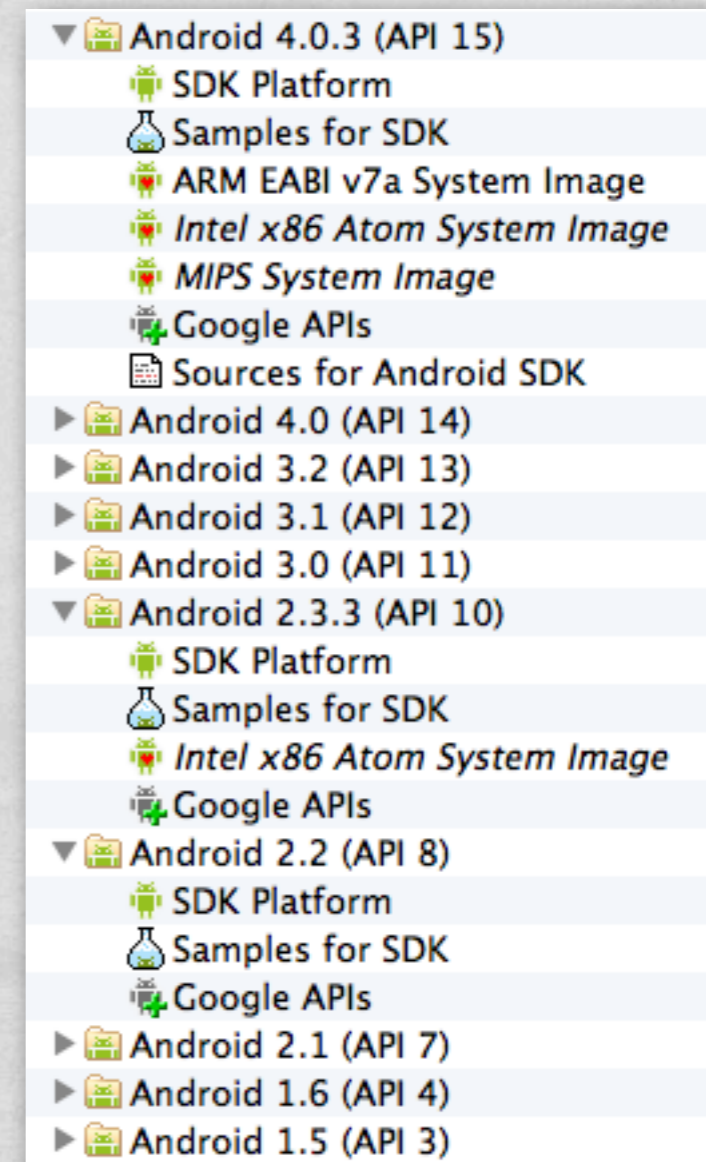 Android 4.0.3 (API 15)
SDK Platform
Samples for SDK
ARM EABI v7a System Image
Intel x86 Atom System Image
MIPS System Image
Google APIs
Sources for Android SDK
Android 4.0 (API 14)
Android 3.2 (API 13)
Android 3.1 (API 12)
Android 3.0 (API 11)
Android 2.3.3 (API 10)
SDK Platform
Samples for SDK
Intel x86 Atom System Image
Google APIs
Android 2.2 (API 8)
SDK Platform
Samples for SDK
Google APIs
Android 2.1 (API 7)
Android 1.6 (API 4)
Android 1.5 (API 3)